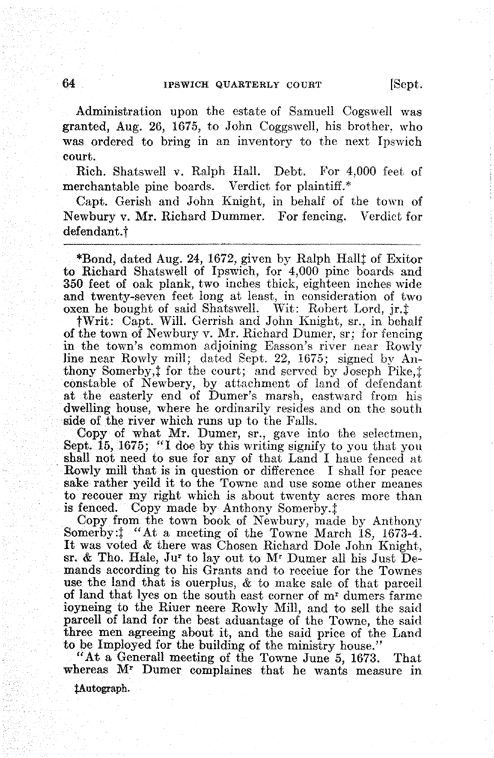 64 IPSWICH QUARTERLY COURT [Sept.
Administration upon the estate of Samuell Cogswell was
granted, Aug. 26, 1675, to John Coggswell, his brother, who
was ordered to bring in an inventory to the next Ipswich
court.
Rich. Shatswell v. Ralph Hall. Debt. For 4,000 feet of
merchantable pine boards. Verdict for plaintiff.*
Capt. Gerish and John Knight, in behalf of the town of
Newbury v. Mr. Richard Dummer. For fencing. Verdict for
defendant.†
*Bond, dated Aug. 24, 1672, given by Ralph Hall‡ of Exitor
to Richard Shatswell of Ipswich, for 4,000 pine boards and
350 feet of oak plank, two inches thick, eighteen inches wide
and twenty-seven feet long at least, in consideration of two
oxen he bought of said Shatswell. Wit: Robert Lord, jr.‡
†Writ: Capt. Will. Gerrish and John Knight, sr., in behalf
of the town of Newbury v. Mr. Richard Dumer, sr; for fencing
in the town's common adjoining Easson's river near Rowly
line near Rowly mill; dated Sept. 22, 1675; signed by An-
thony Somerby,‡ for the court; and served by Joseph Pike,‡
constable of Newbery, by attachment of land of defendant
at the easterly end of Dumer's marsh, eastward from his
dwelling house, where he ordinarily resides and on the south
side of the river which runs up to the Falls.
Copy of what Mr. Dumer, sr., gave into the selectmen,
Sept. 15, 1675; "I doe by this writing signify to you that you
shall not need to sue for any of that Land I haue fenced at
Rowly mill that is in question or difference I shall for peace
sake rather yeild it to the Towne and use some other meanes
to recouer my right which is about twenty acres more than
is fenced. Copy made by Anthony Somerby.‡
Copy from the town book of Newbury, made by Anthony
Somerby:‡ "At a meeting of the Towne March 18, 1673-4.
It was voted & there was Chosen Richard Dole John Knight,
sr. & Tho. Hale, Juʳ to lay out to Mʳ Dumer all his Just De-
mands according to his Grants and to receiue for the Townes
use the land that is ouerplus, & to make sale of that parcell
of land that lyes on the south east corner of mʳ dumers farme
ioyneing to the Riuer neere Rowly Mill, and to sell the said
parcell of land for the best aduantage of the Towne, the said
three men agreeing about it, and the said price of the Land
to be Imployed for the building of the ministry house."
"At a Generall meeting of the Towne June 5, 1673. That
whereas Mʳ Dumer complaines that he wants measure in
‡Autograph.